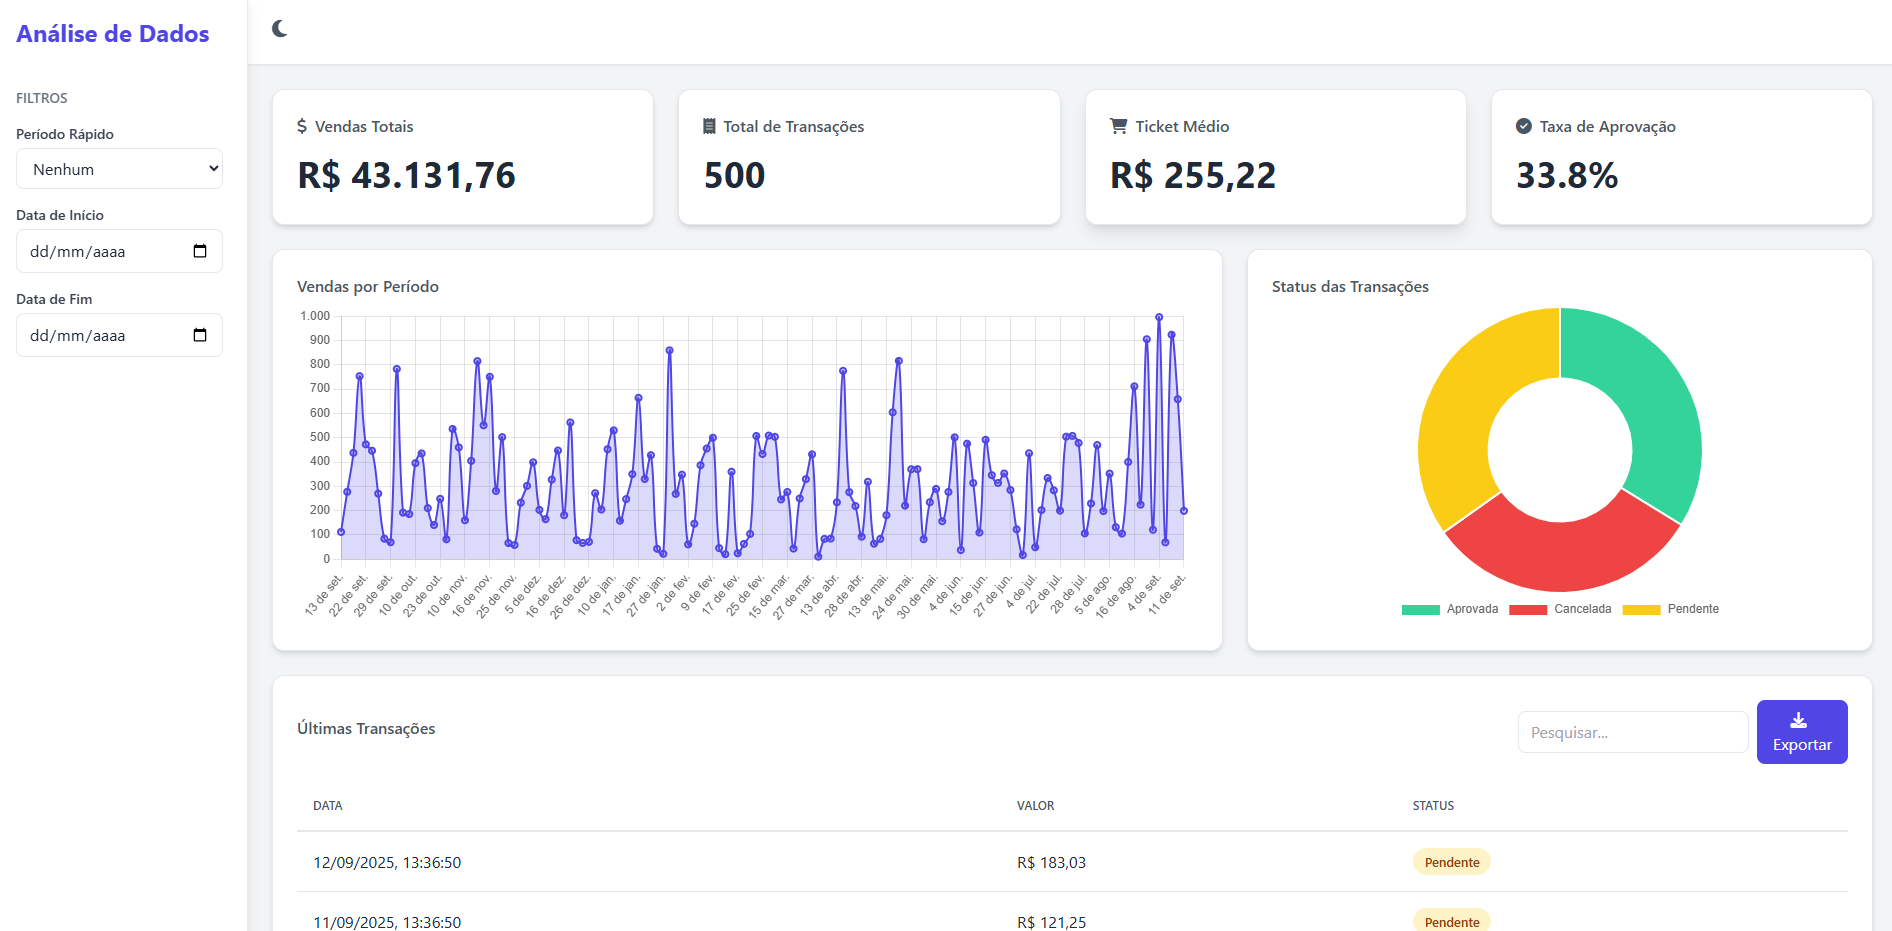 Análise de Dados
FILTROS
Período Rápido
Nenhum
Data de Início
dd/mm/aaaa
Data de Fim
dd/mm/aaaa
Vendas Totais
R$ 43.131,76
Total de Transações
500
Ticket Médio
R$ 255,22
Taxa de Aprovação
33.8%
Vendas por Período
1.000
900
800
700
600
500
400
300
200
100
0
13 de set.
22 de set.
29 de set.
10 de out.
23 de out.
10 de nov.
16 de nov.
25 de nov.
5 de dez.
16 de dez.
26 de dez.
10 de jan.
17 de jan.
27 de jan.
2 de fev.
9 de fev.
17 de fev.
25 de fev.
15 de mar.
27 de mar.
13 de abr.
28 de abr.
13 de mai.
24 de mai.
30 de mai.
4 de jun.
15 de jun.
27 de jun.
4 de jul.
22 de jul.
28 de jul.
5 de ago.
16 de ago.
4 de set.
11 de set.
Status das Transações
Aprovada Cancelada Pendente
Últimas Transações
Pesquisar...
Exportar
DATA VALOR STATUS
12/09/2025, 13:36:50 R$ 183,03 Pendente
11/09/2025, 13:36:50 R$ 121,25 Pendente